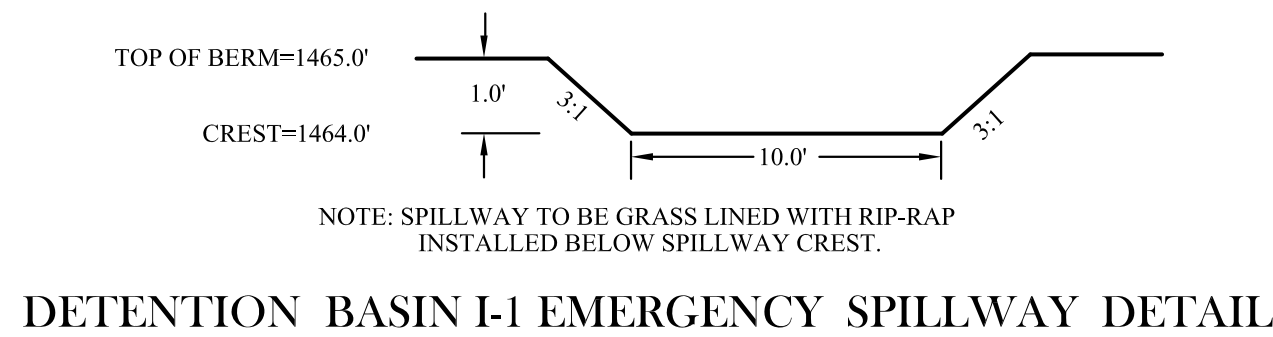 TOP OF BERM=1465.0'
1.0'
3:1
3:1
CREST=1464.0'
10.0'
NOTE: SPILLWAY TO BE GRASS LINED WITH RIP-RAP
INSTALLED BELOW SPILLWAY CREST.
DETENTION BASIN I-1 EMERGENCY SPILLWAY DETAIL